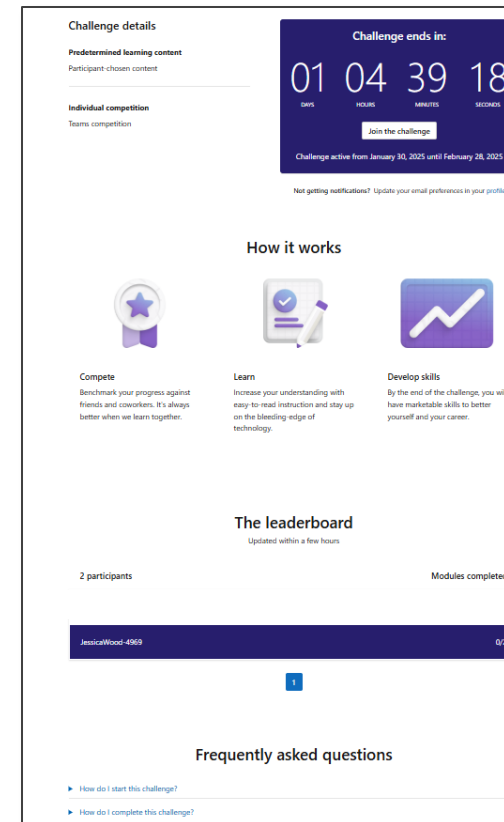 Challenge details
Predetermined learning content
Participant-chosen content
Individual competition
Teams competition
Challenge ends in:
01 04 39 18
DAYS HOURS MINUTES SECONDS
Join the challenge
Challenge active from January 30, 2025 until February 28, 2025
Not getting notifications? Update your email preferences in your profile
How it works
Compete
Benchmark your progress against
friends and coworkers. It's always
better when we learn together.
Learn
Increase your understanding with
easy-to-read instruction and stay up
on the bleeding-edge of
technology.
Develop skills
By the end of the challenge, you wi
have marketable skills to better
yourself and your career.
The leaderboard
Updated within a few hours
2 participants
Modules complete
JessicaWood-4969
0/
1
Frequently asked questions
How do I start this challenge?
How do I complete this challenge?